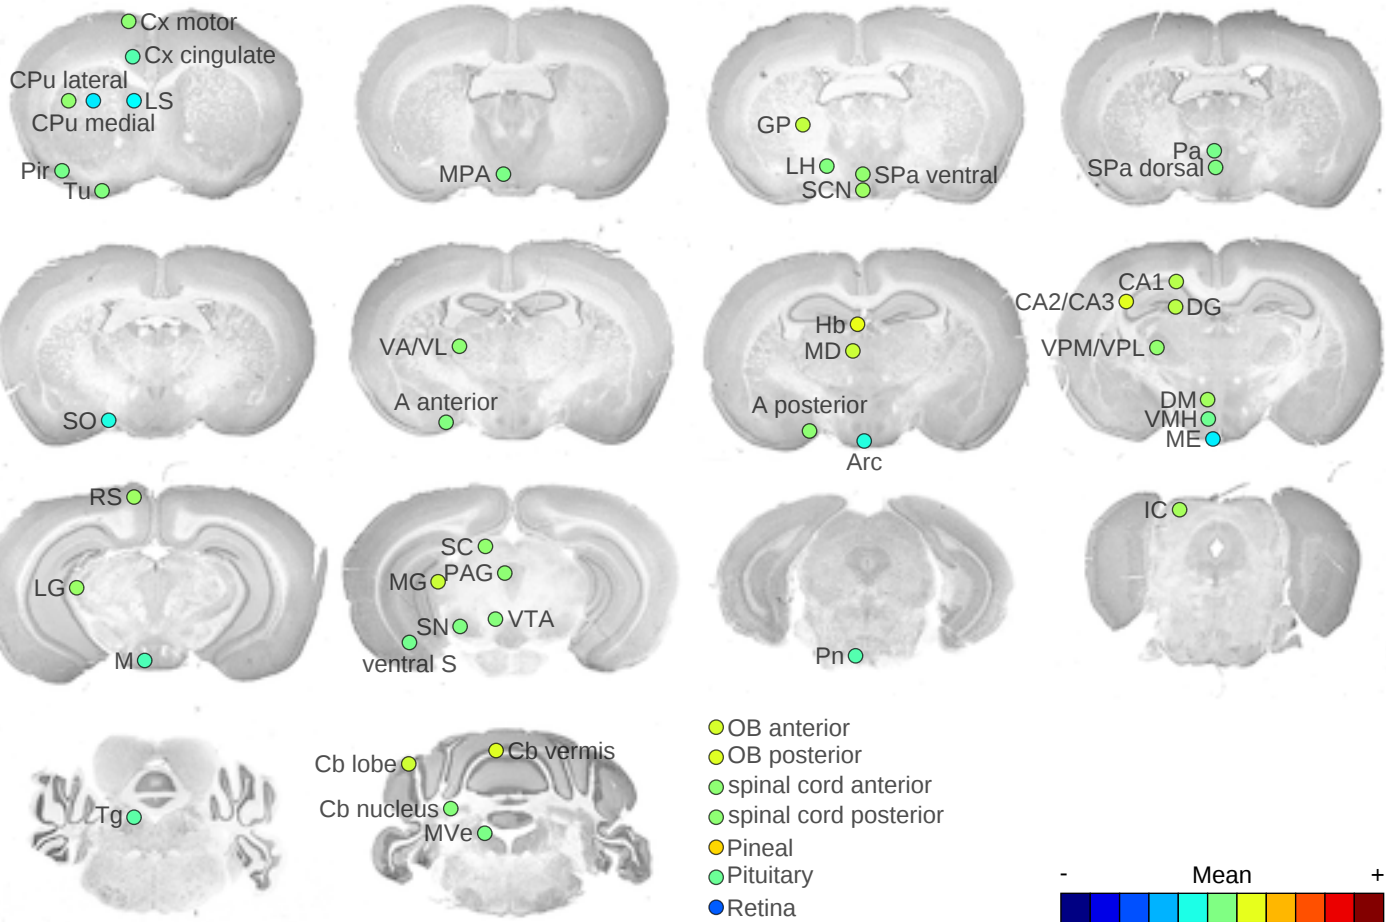 Cx motor
Cx cingulate
CPu lateral
LS
CPu medial
Pir
Tu
MPA
GP
LH
SPa ventral
SCN
Pa
SPa dorsal
SO
VA/VL
A anterior
Hb
MD
A posterior
Arc
CA1
CA2/CA3
DG
VPM/VPL
DM
VMH
ME
RS
LG
M
SC
MG
PAG
SN
VTA
ventral S
Pn
IC
Tg
Cb lobe
Cb vermis
Cb nucleus
MVe
OB anterior
OB posterior
spinal cord anterior
spinal cord posterior
Pineal
Pituitary
Retina
- Mean +